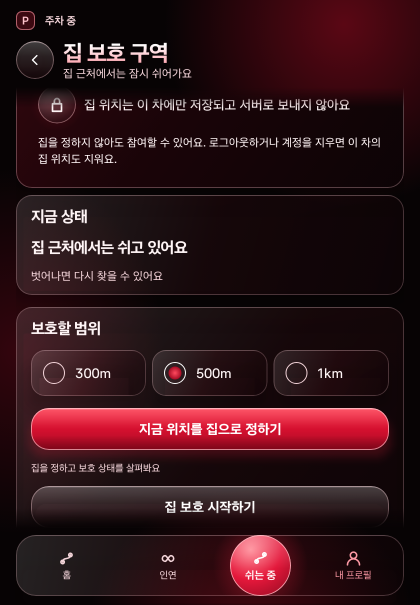 P 주차 중
집 보호 구역
집 근처에서는 잠시 쉬어가요
집 위치는 이 차에만 저장되고 서버로 보내지 않아요
집을 정하지 않아도 참여할 수 있어요. 로그아웃하거나 계정을 지우면 이 차의
집 위치도 지워요.
지금 상태
집 근처에서는 쉬고 있어요
벗어나면 다시 찾을 수 있어요
보호할 범위
300m 500m 1km
지금 위치를 집으로 정하기
집을 정하고 보호 상태를 살펴봐요
집 보호 시작하기
홈 인연 쉬는 중 내 프로필